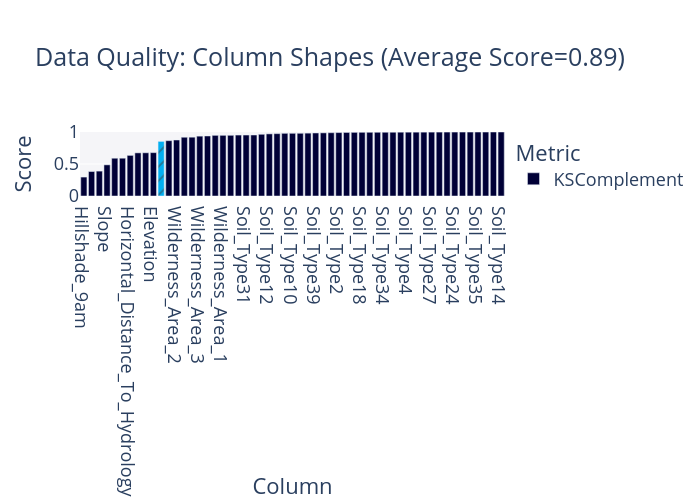 Data Quality: Column Shapes (Average Score=0.89)
Score
1
0.5
0
Metric
KSComplement
Hillshade_9am
Slope
Horizontal_Distance_To_Hydrology
Elevation
Wilderness_Area_2
Wilderness_Area_3
Wilderness_Area_1
Soil_Type31
Soil_Type12
Soil_Type10
Soil_Type39
Soil_Type2
Soil_Type18
Soil_Type34
Soil_Type4
Soil_Type27
Soil_Type24
Soil_Type35
Soil_Type14
Column